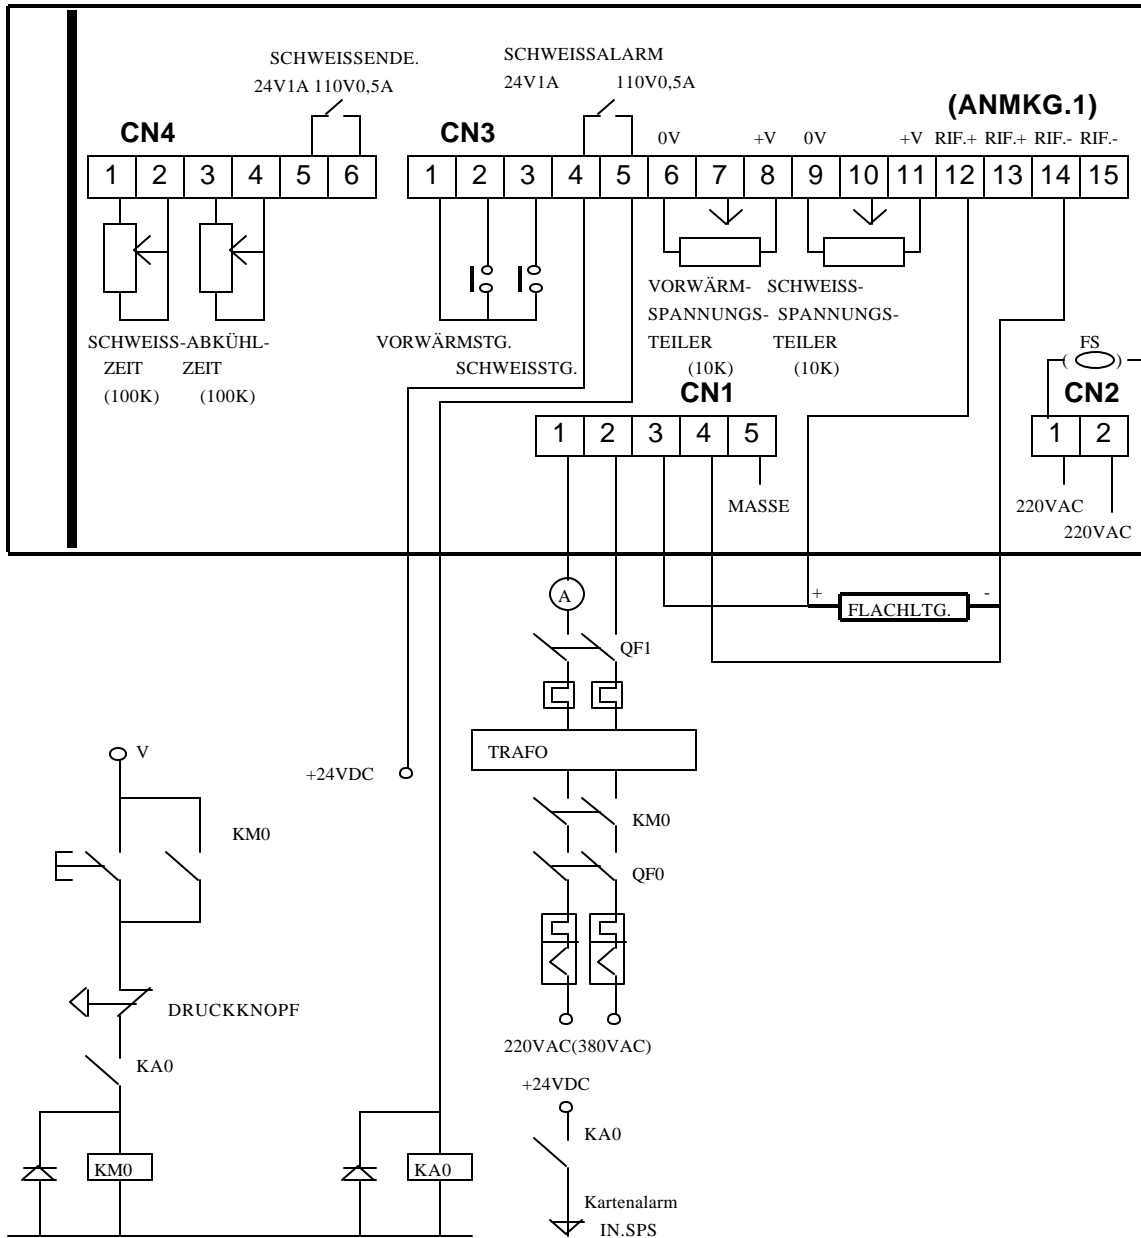 SCHWEISSENDE.
24V1A 110V0,5A
SCHWEISSALARM
24V1A 110V0,5A
(ANMKG.1)
CN4
CN3
0V +V 0V +V RIF.+ RIF.+ RIF.- RIF.-
1 2 3 4 5 6
1 2 3 4 5 6 7 8 9 10 11 12 13 14 15
SCHWEISS-ABKÜHL-
ZEIT ZEIT
(100K) (100K)
VORWÄRMSTG.
SCHWEISSTG.
VORWÄRM- SCHWEISS-
SPANNUNGS- SPANNUNGS-
TEILER TEILER
(10K) (10K)
FS
CN1
CN2
1 2 3 4 5
1 2
MASSE
220VAC
220VAC
A
+ FLACHLTG. -
QF1
TRAFO
V
+24VDC
KM0
KM0
QF0
DRUCKKNOPF
220VAC(380VAC)
KA0
+24VDC
KA0
KM0
KA0
Kartenalarm
IN.SPS